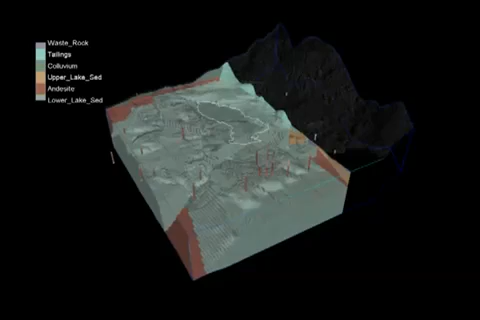 Waste_Rock
Tailings
Colluvium
Upper_Lake_Sed
Andesite
Lower_Lake_Sed